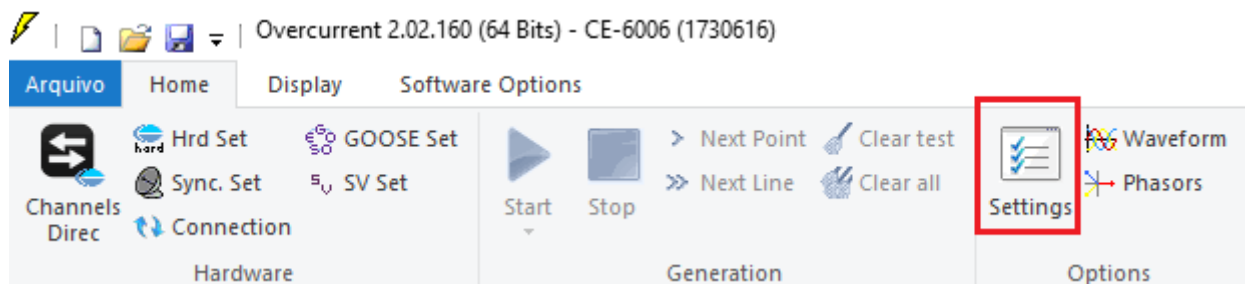 Overcurrent 2.02.160 (64 Bits) - CE-6006 (1730616)
Arquivo Home Display Software Options
Channels Direc
hard Hrd Set
Sync. Set
Connection
GOOSE Set
SV SV Set
Hardware
Start
Stop
Next Point
Next Line
Clear test
Clear all
Generation
Settings
Waveform
Phasors
Options